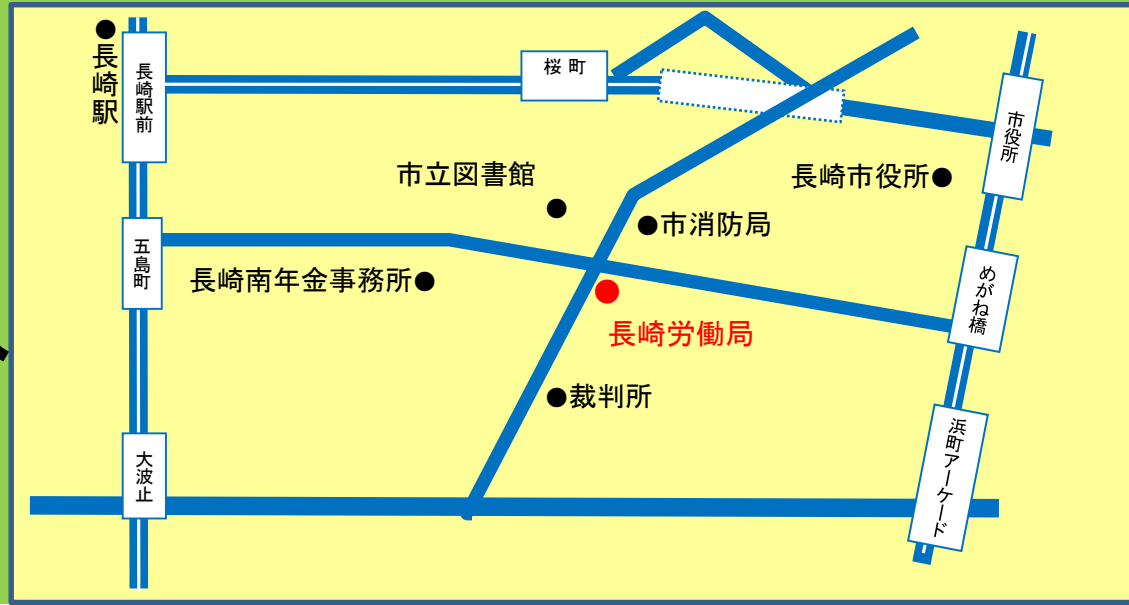 長崎駅
長崎駅前
桜町
市役所
市立図書館
長崎市役所
市消防局
五島町
長崎南年金事務所
めがね橋
長崎労働局
裁判所
大波止
浜町アーケード